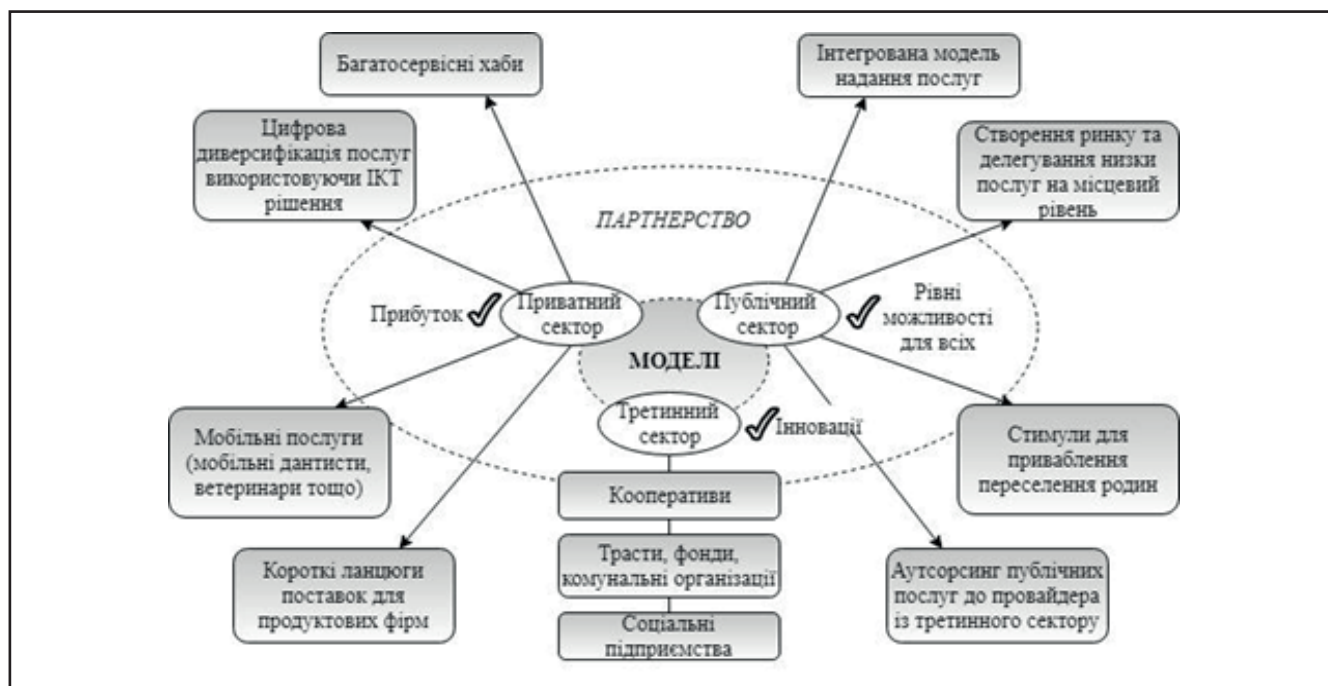 Багатосервісні хаби
Інтегрована модель
надання послуг
Цифрова
диверсифікація послуг
використовуючи ІКТ
рішення
Створення ринку та
делегування низки
послуг на місцевий
рівень
ПАРТНЕРСТВО
Прибуток
Приватний
сектор
Публічний
сектор
Рівні
можливості
для всіх
МОДЕЛІ
Третинний
сектор
Інновації
Мобільні послуги
(мобільні дантисти,
ветеринари тощо)
Стимули для
приваблення
переселення родин
Кооперативи
Трасти, фонди,
комунальні організації
Соціальні
підприємства
Короткі ланцюги
поставок для
продуктових фірм
Аутсорсинг публічних
послуг до провайдера
із третинного сектору